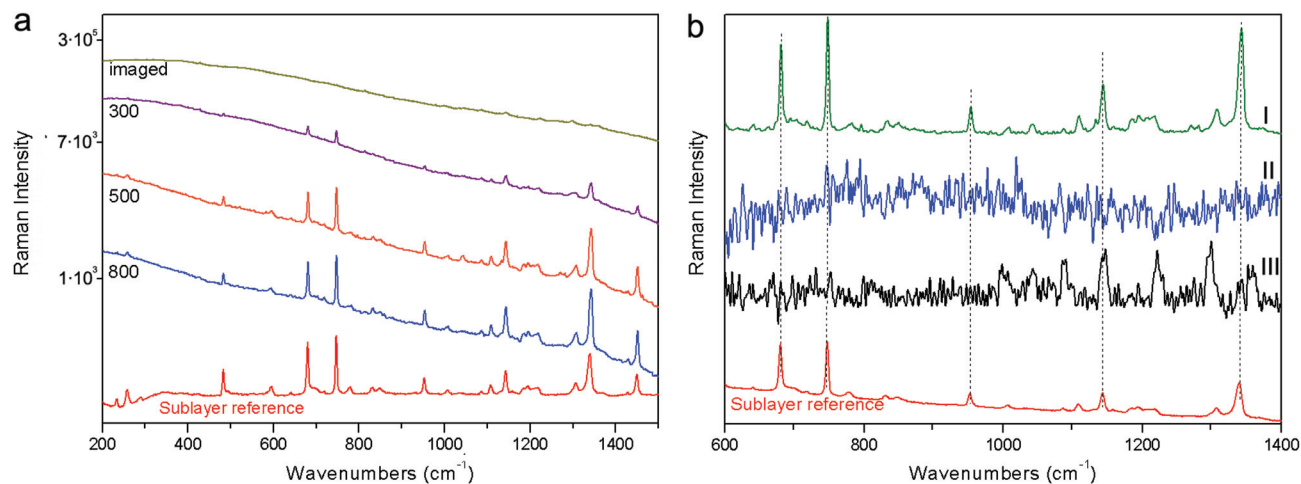 a
3·10⁵
imaged
300
7·10³
500
1·10³
800
Sublayer reference
200 400 600 800 1000 1200 1400
Wavenumbers (cm⁻¹)
Raman Intensity
b
I
II
III
Sublayer reference
600 800 1000 1200 1400
Wavenumbers (cm⁻¹)
Raman Intensity